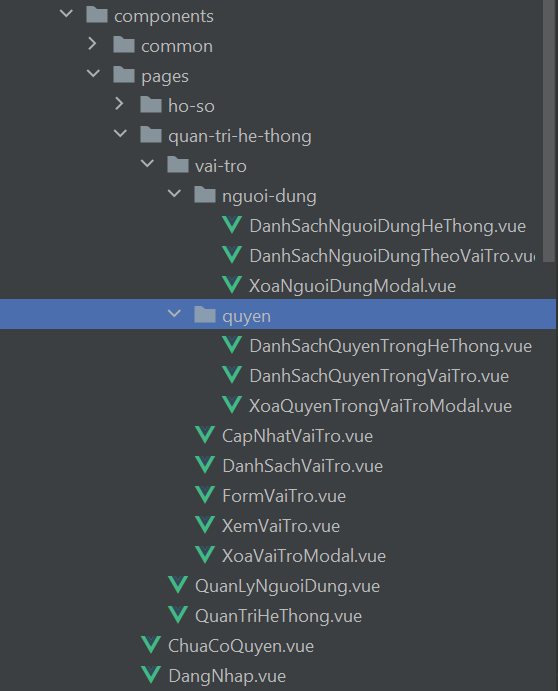 components
common
pages
ho-so
quan-tri-he-thong
vai-tro
nguoi-dung
DanhSachNguoiDungHeThong.vue
DanhSachNguoiDungTheoVaiTro.vue
XoaNguoiDungModal.vue
quyen
DanhSachQuyenTrongHeThong.vue
DanhSachQuyenTrongVaiTro.vue
XoaQuyenTrongVaiTroModal.vue
CapNhatVaiTro.vue
DanhSachVaiTro.vue
FormVaiTro.vue
XemVaiTro.vue
XoaVaiTroModal.vue
QuanLyNguoiDung.vue
QuanTriHeThong.vue
ChuaCoQuyen.vue
DangNhap.vue